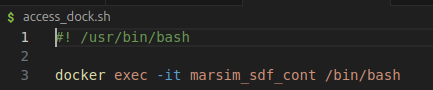 $ access_dock.sh
1 #! /usr/bin/bash
2
3 docker exec -it marsim_sdf_cont /bin/bash